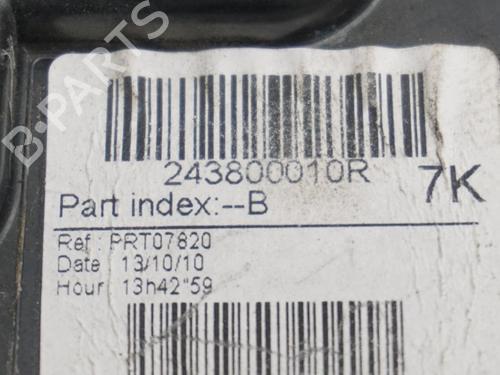 243800010R
7K
Part index:--B
Ref : PRT07820
Date 13/10/10
Hour 13h42"59
B-PARTS